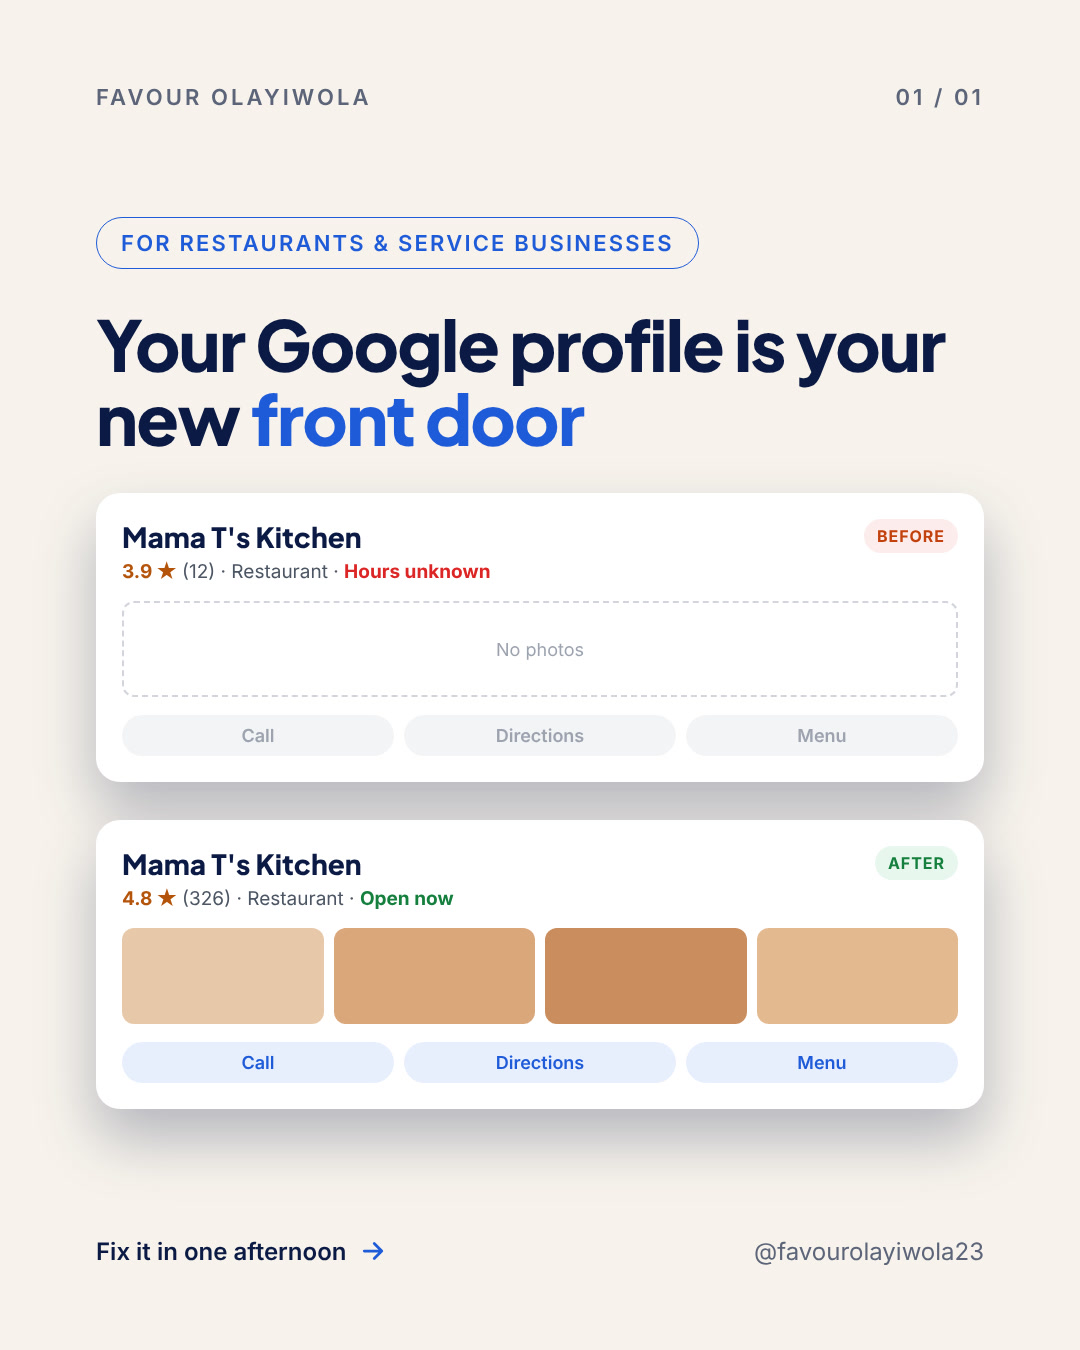 FAVOUR OLAYIWOLA
01 / 01
FOR RESTAURANTS & SERVICE BUSINESSES
Your Google profile is your
new front door
Mama T's Kitchen
BEFORE
3.9 ★ (12) · Restaurant · Hours unknown
No photos
Call
Directions
Menu
Mama T's Kitchen
AFTER
4.8 ★ (326) · Restaurant · Open now
Call
Directions
Menu
Fix it in one afternoon →
@favourolayiwola23